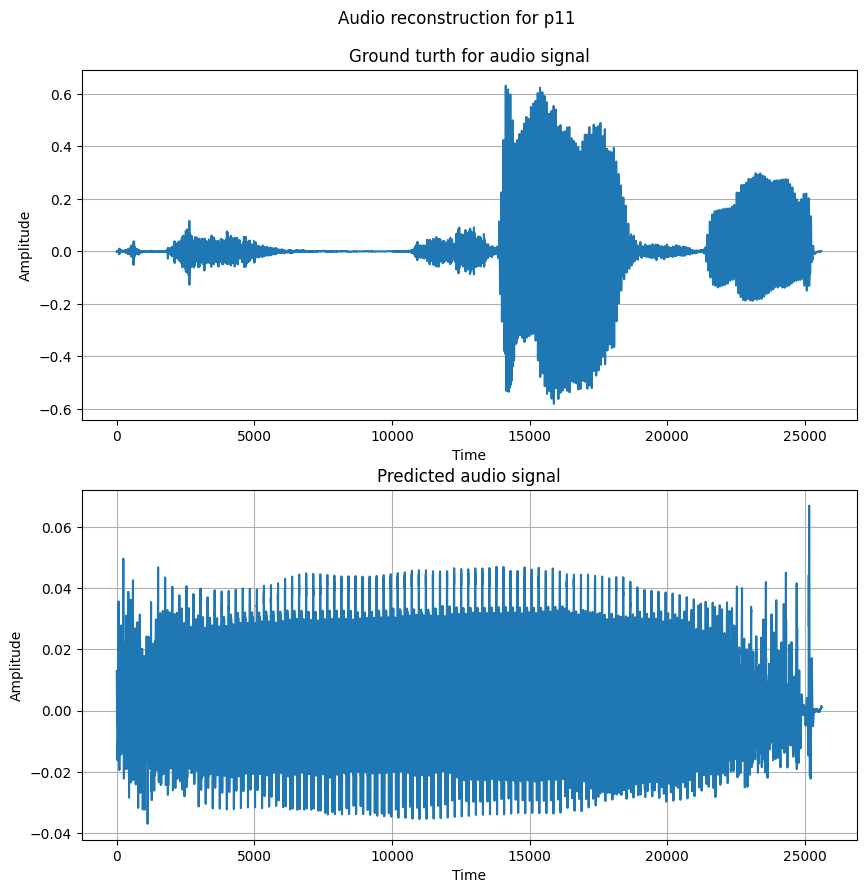 Audio reconstruction for p11
Ground turth for audio signal
0.6
0.4
0.2
0.0
−0.2
−0.4
−0.6
Amplitude
0 5000 10000 15000 20000 25000
Time
Predicted audio signal
0.06
0.04
0.02
0.00
−0.02
−0.04
Amplitude
0 5000 10000 15000 20000 25000
Time